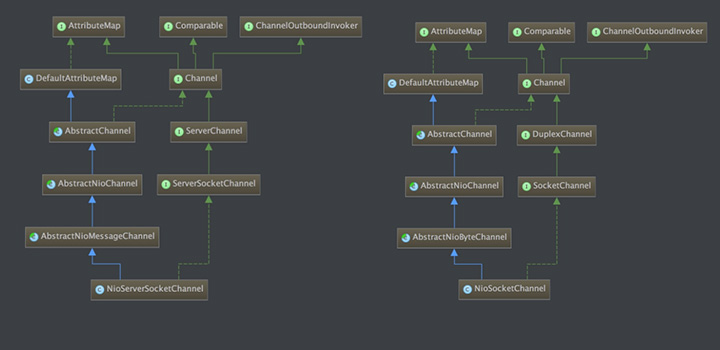 AttributeMap
Comparable
ChannelOutboundInvoker
DefaultAttributeMap
Channel
AbstractChannel
ServerChannel
AbstractNioChannel
ServerSocketChannel
AbstractNioMessageChannel
NioServerSocketChannel
AttributeMap
Comparable
ChannelOutboundInvoker
DefaultAttributeMap
Channel
AbstractChannel
DuplexChannel
AbstractNioChannel
SocketChannel
AbstractNioByteChannel
NioSocketChannel